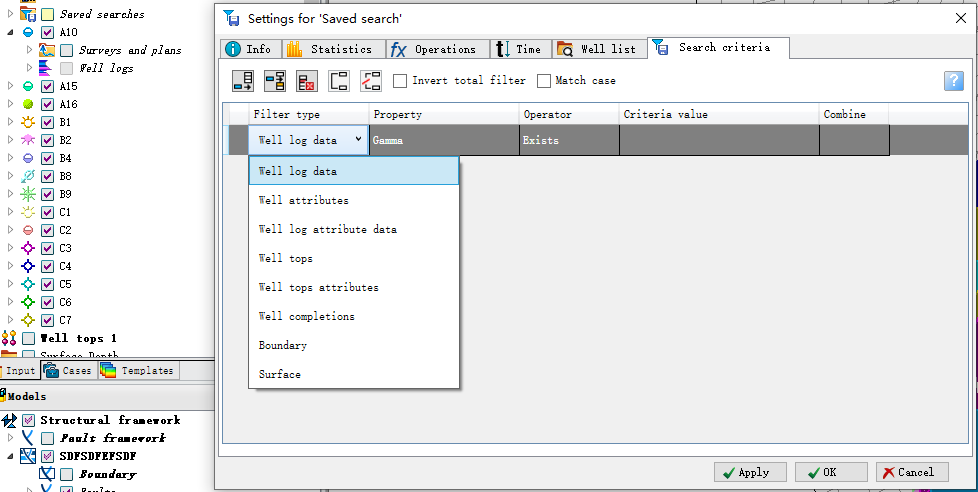 Saved searches
A10
Surveys and plans
Well logs
A15
A16
B1
B2
B4
B8
B9
C1
C2
C3
C4
C5
C6
C7
Well tops 1
Surface Depth
Input Cases Templates
Models
Structural framework
Fault framework
SDFSDFEFSDF
Boundary
Faults
Settings for 'Saved search'
Info Statistics Operations Time Well list Search criteria
Invert total filter Match case
Filter type Property Operator Criteria value Combine
Well log data Gamma Exists
Well log data
Well attributes
Well log attribute data
Well tops
Well tops attributes
Well completions
Boundary
Surface
Apply OK Cancel